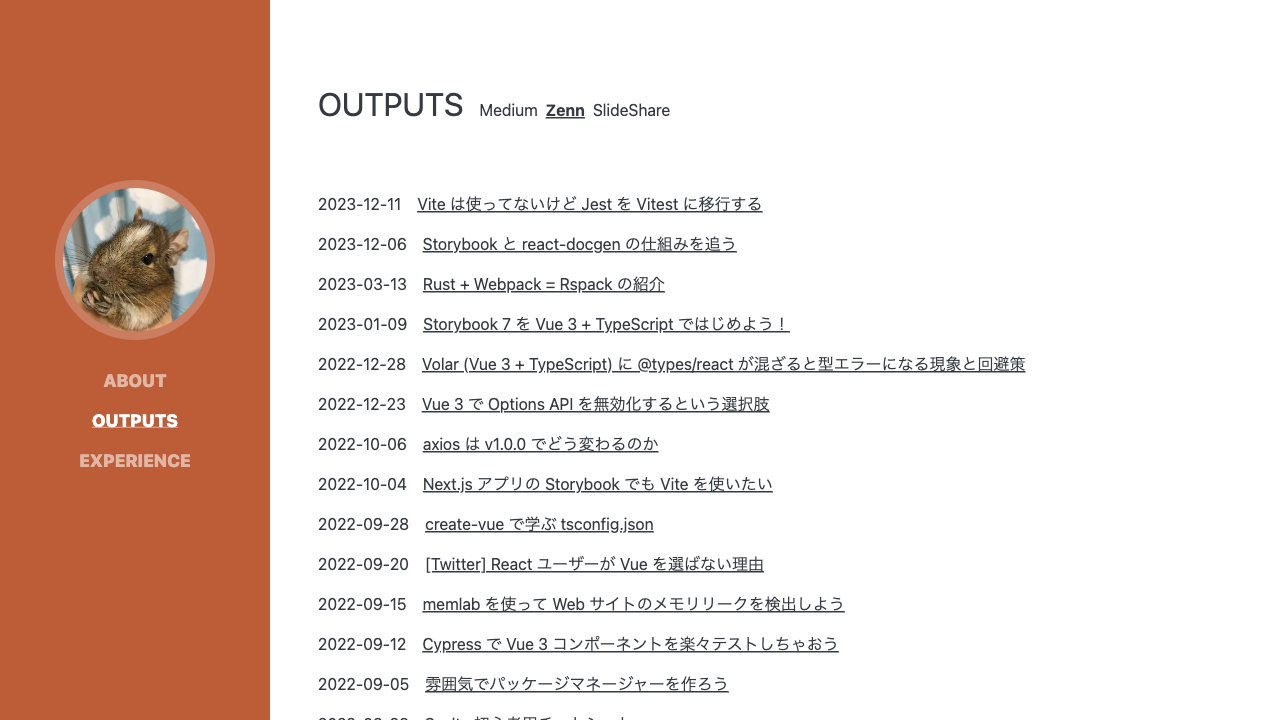 ABOUT
OUTPUTS
EXPERIENCE
OUTPUTS Medium Zenn SlideShare
2023-12-11 Vite は使ってないけど Jest を Vitest に移行する
2023-12-06 Storybook と react-docgen の仕組みを追う
2023-03-13 Rust + Webpack = Rspack の紹介
2023-01-09 Storybook 7 を Vue 3 + TypeScript ではじめよう！
2022-12-28 Volar (Vue 3 + TypeScript) に @types/react が混ざると型エラーになる現象と回避策
2022-12-23 Vue 3 で Options API を無効化するという選択肢
2022-10-06 axios は v1.0.0 でどう変わるのか
2022-10-04 Next.js アプリの Storybook でも Vite を使いたい
2022-09-28 create-vue で学ぶ tsconfig.json
2022-09-20 [Twitter] React ユーザーが Vue を選ばない理由
2022-09-15 memlab を使って Web サイトのメモリリークを検出しよう
2022-09-12 Cypress で Vue 3 コンポーネントを楽々テストしちゃおう
2022-09-05 雰囲気でパッケージマネージャーを作ろう